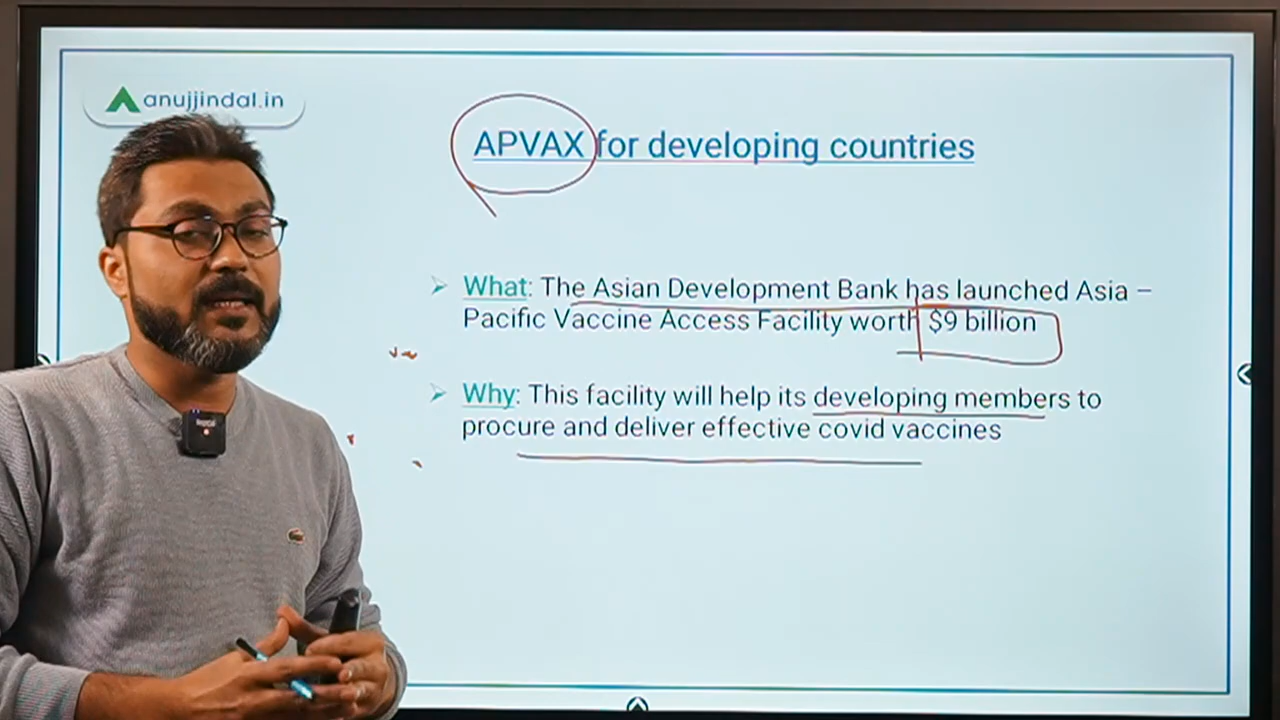 anujjindal.in
APVAX for developing countries
What: The Asian Development Bank has launched Asia –
Pacific Vaccine Access Facility worth $9 billion
Why: This facility will help its developing members to
procure and deliver effective covid vaccines